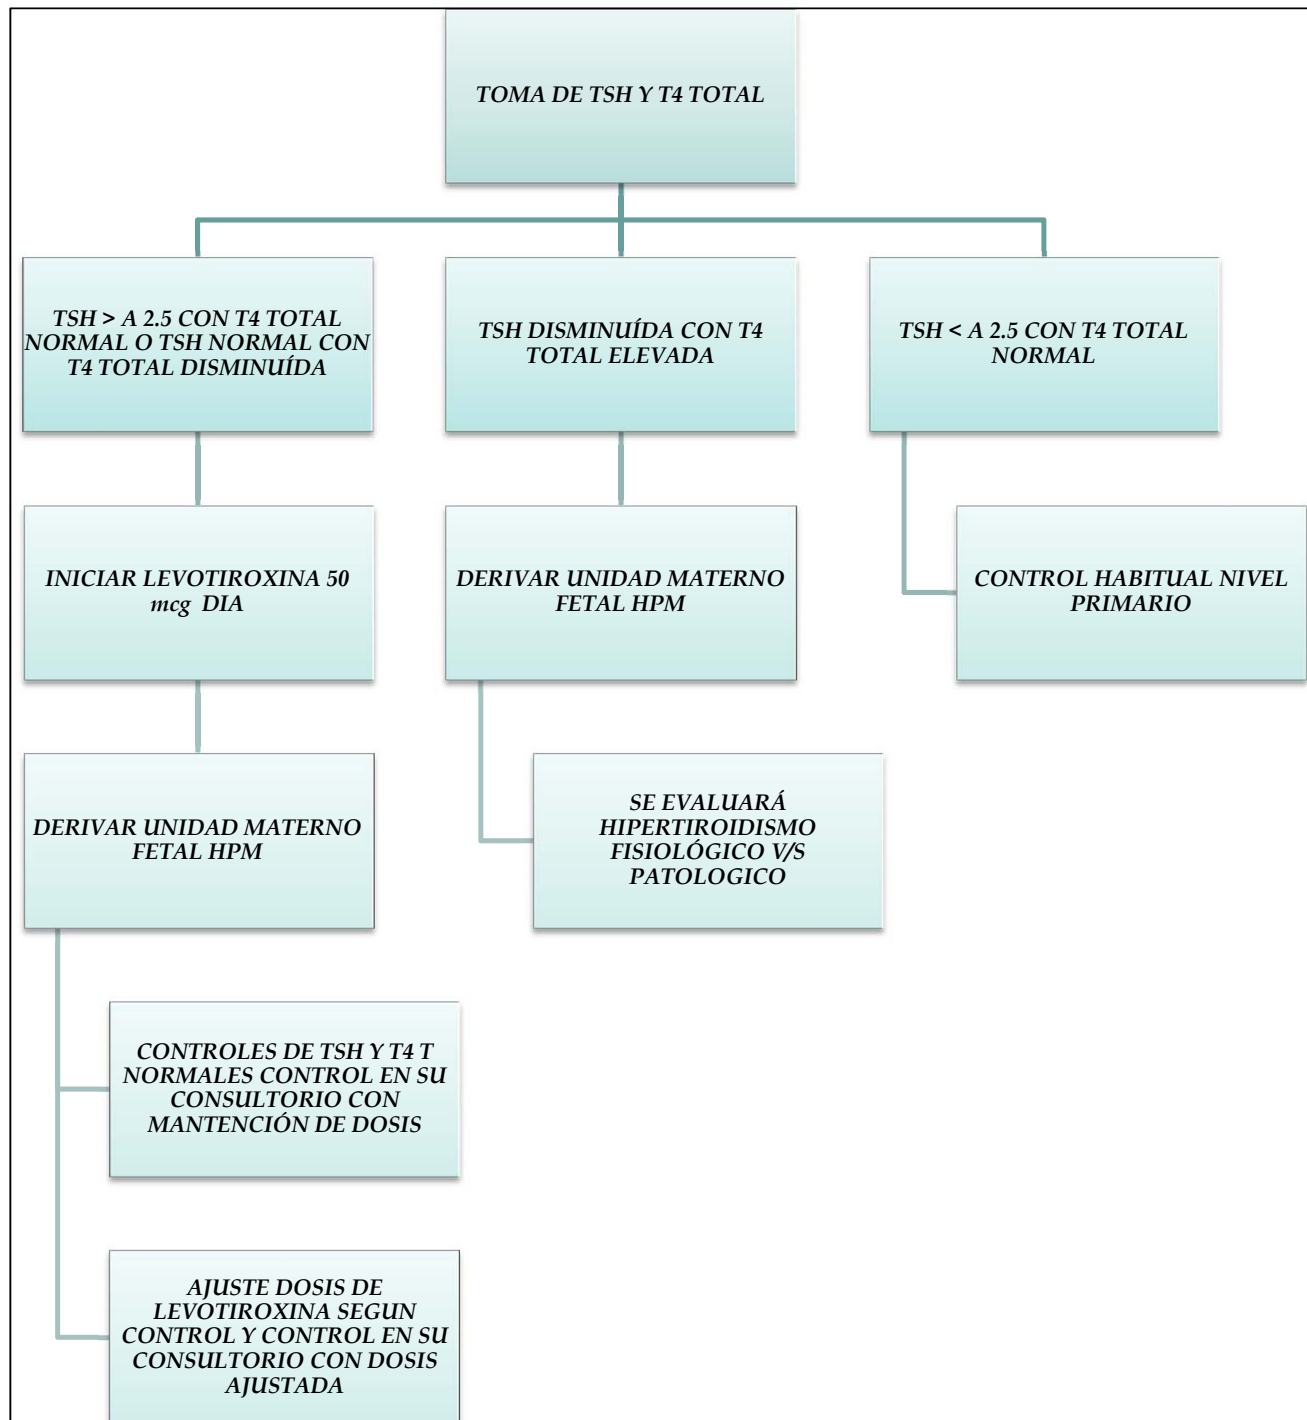 TOMA DE TSH Y T4 TOTAL
TSH > A 2.5 CON T4 TOTAL
NORMAL O TSH NORMAL CON
T4 TOTAL DISMINUÍDA
TSH DISMINUÍDA CON T4
TOTAL ELEVADA
TSH < A 2.5 CON T4 TOTAL
NORMAL
INICIAR LEVOTIROXINA 50
mcg DIA
DERIVAR UNIDAD MATERNO
FETAL HPM
CONTROL HABITUAL NIVEL
PRIMARIO
DERIVAR UNIDAD MATERNO
FETAL HPM
SE EVALUARÁ
HIPERTIROIDISMO
FISIOLÓGICO V/S
PATOLOGICO
CONTROLES DE TSH Y T4 T
NORMALES CONTROL EN SU
CONSULTORIO CON
MANTENCIÓN DE DOSIS
AJUSTE DOSIS DE
LEVOTIROXINA SEGUN
CONTROL Y CONTROL EN SU
CONSULTORIO CON DOSIS
AJUSTADA